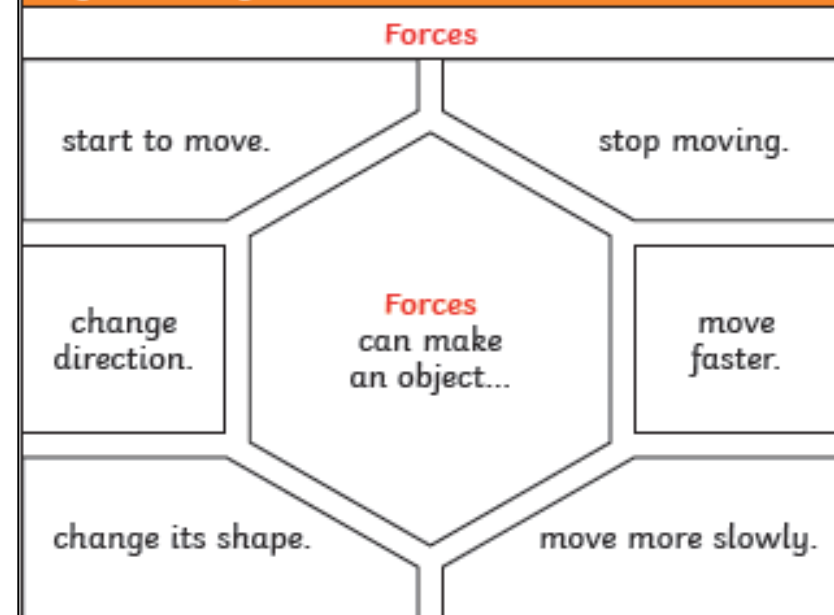 Forces
start to move.
stop moving.
Forces
can make
an object...
change
direction.
move
faster.
change its shape.
move more slowly.